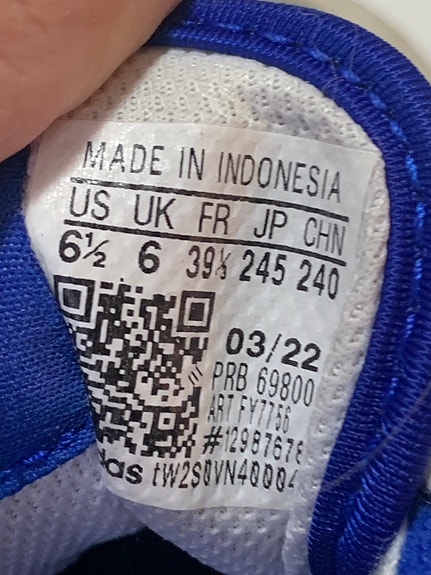 MADE IN INDONESIA
US UK FR JP CHN
6½ 6 39⅓ 245 240
03/22
PRB 69800
ART FY7756
#12987678
das tW2S0VN40004